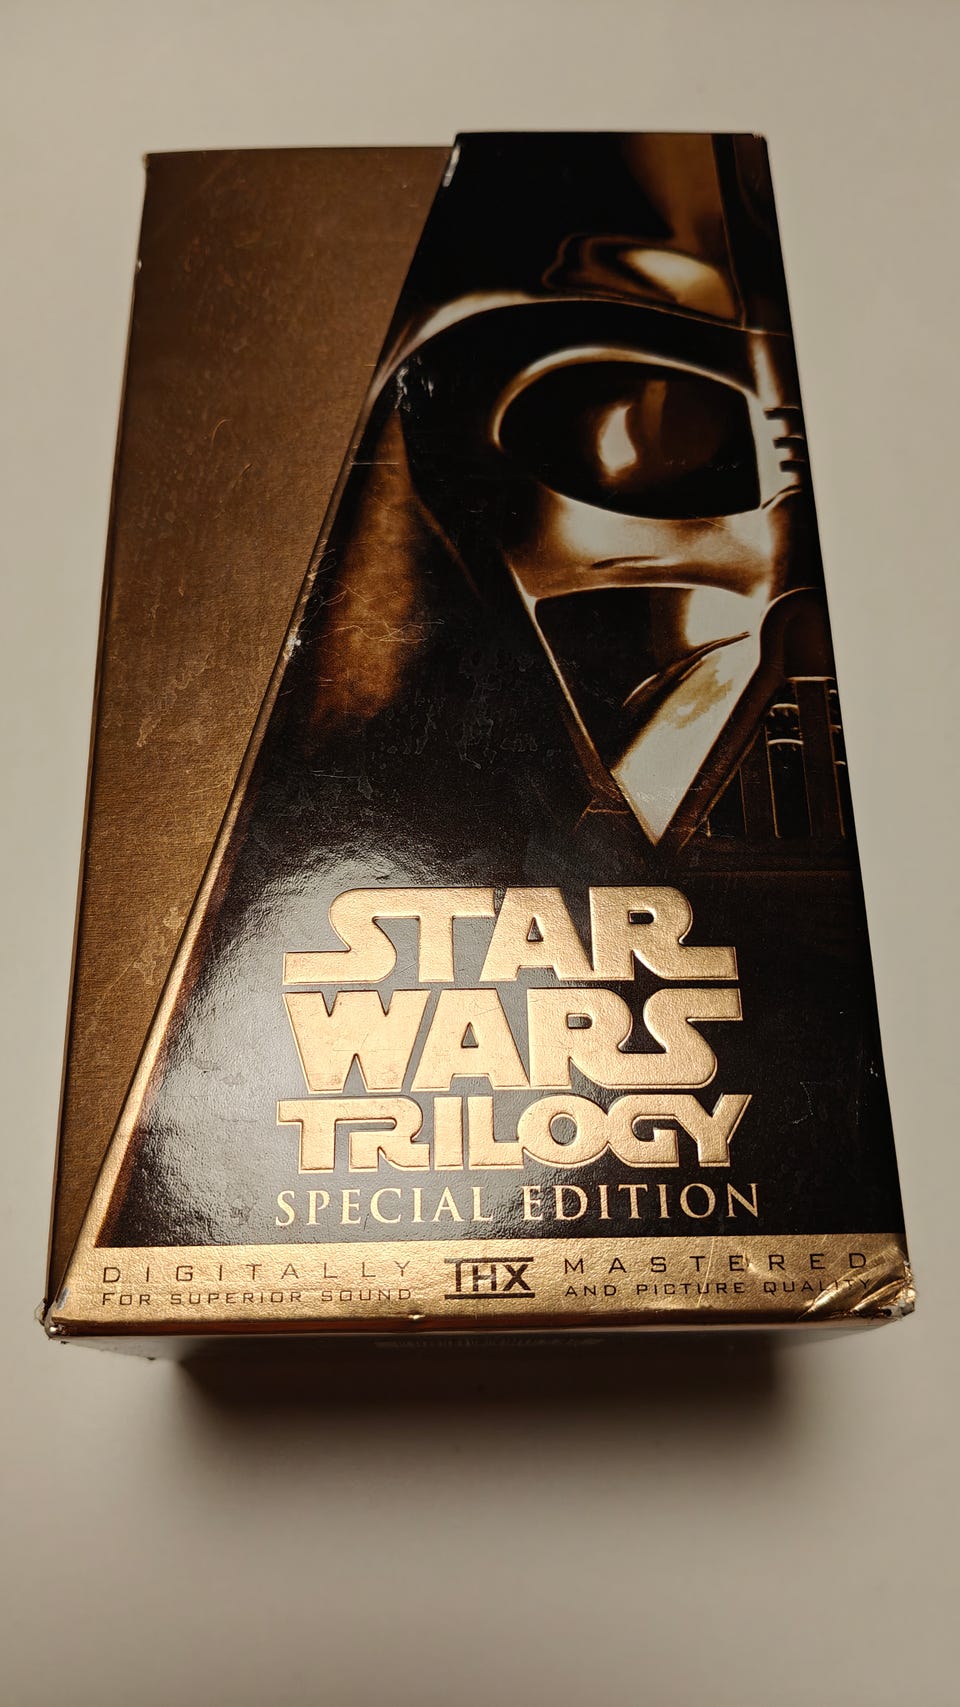 STAR
WARS
TRILOGY
SPECIAL EDITION
DIGITALLY THX MASTERED
FOR SUPERIOR SOUND AND PICTURE QUALITY